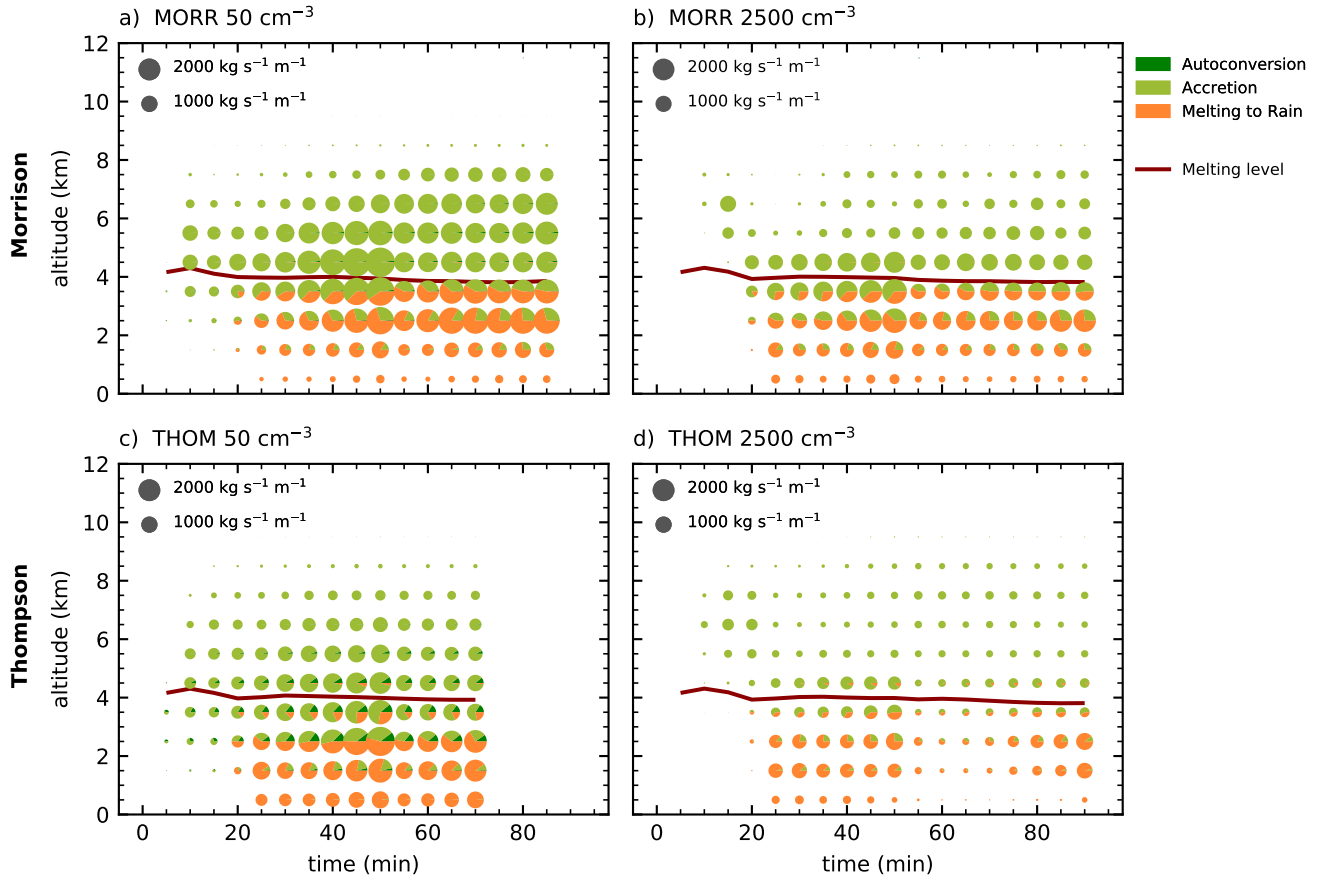 a) MORR 50 cm⁻³
b) MORR 2500 cm⁻³
12
10
8
6
4
2
0
altitude (km)
Morrison
2000 kg s⁻¹ m⁻¹
1000 kg s⁻¹ m⁻¹
2000 kg s⁻¹ m⁻¹
1000 kg s⁻¹ m⁻¹
Autoconversion
Accretion
Melting to Rain
Melting level
c) THOM 50 cm⁻³
d) THOM 2500 cm⁻³
12
10
8
6
4
2
0
altitude (km)
Thompson
2000 kg s⁻¹ m⁻¹
1000 kg s⁻¹ m⁻¹
2000 kg s⁻¹ m⁻¹
1000 kg s⁻¹ m⁻¹
0 20 40 60 80
0 20 40 60 80
time (min)
time (min)